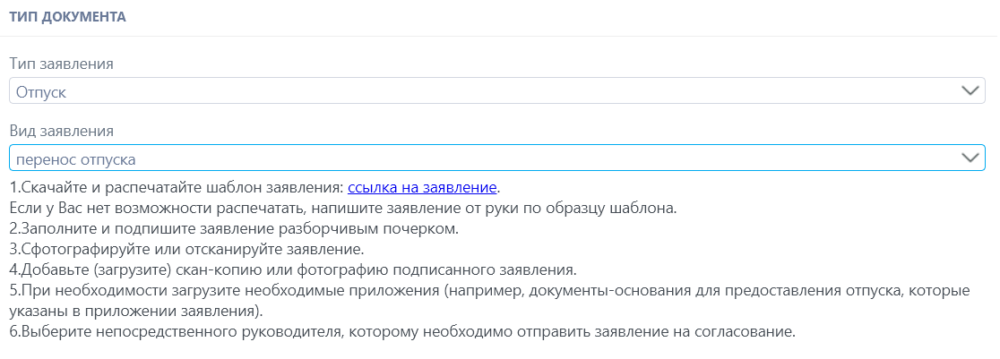 ТИП ДОКУМЕНТА
Тип заявления
Отпуск
Вид заявления
перенос отпуска
1.Скачайте и распечатайте шаблон заявления: ссылка на заявление.
Если у Вас нет возможности распечатать, напишите заявление от руки по образцу шаблона.
2.Заполните и подпишите заявление разборчивым почерком.
3.Сфотографируйте или отсканируйте заявление.
4.Добавьте (загрузите) скан-копию или фотографию подписанного заявления.
5.При необходимости загрузите необходимые приложения (например, документы-основания для предоставления отпуска, которые
указаны в приложении заявления).
6.Выберите непосредственного руководителя, которому необходимо отправить заявление на согласование.